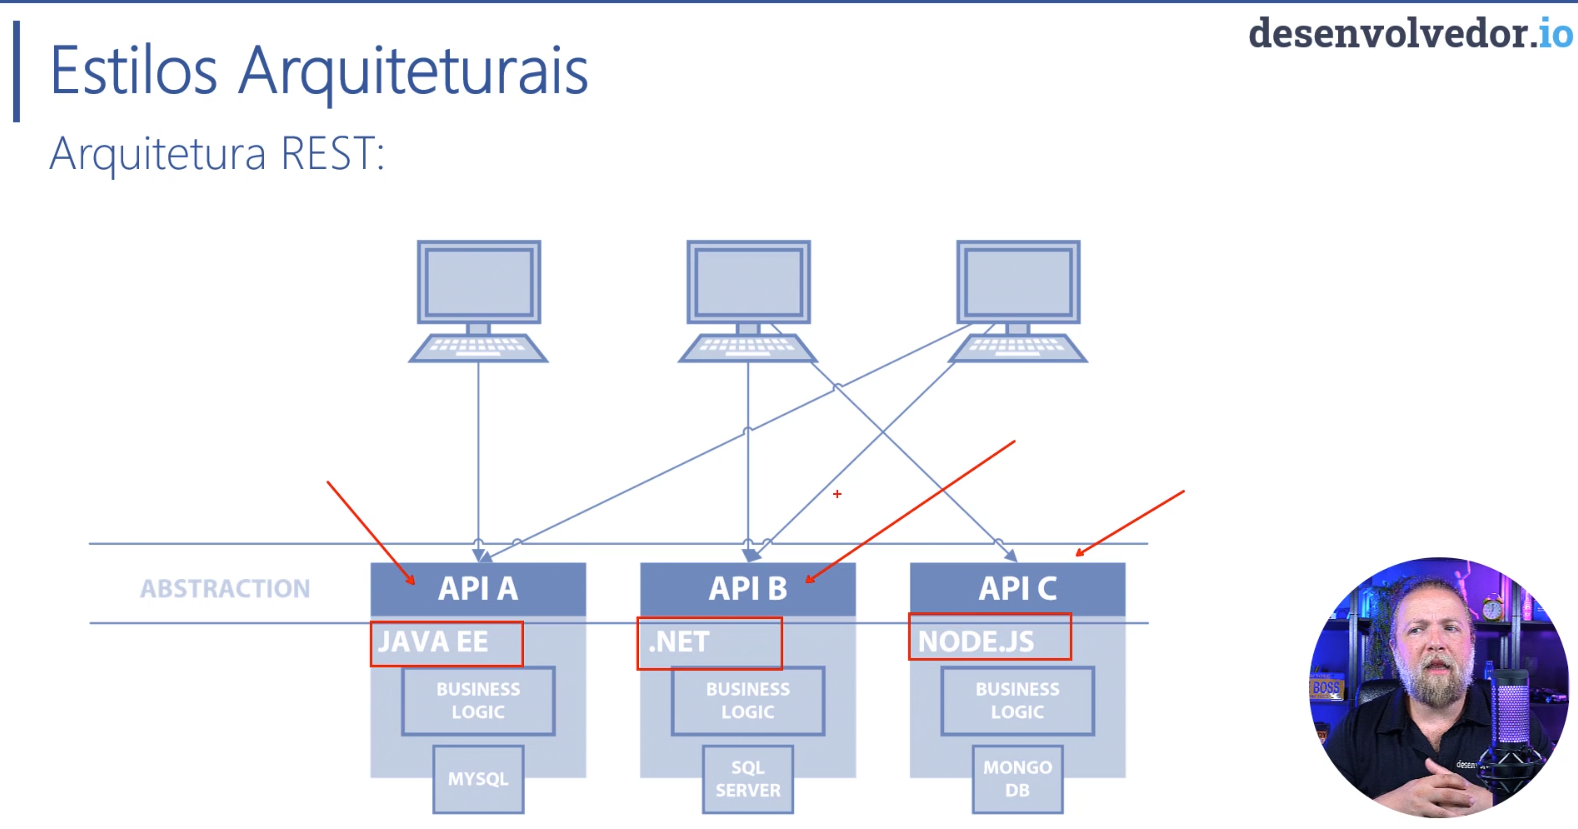 desenvolvedor.io
Estilos Arquiteturais
Arquitetura REST:
ABSTRACTION
API A
API B
API C
JAVA EE
.NET
NODE.JS
BUSINESS
LOGIC
BUSINESS
LOGIC
BUSINESS
LOGIC
MYSQL
SQL
SERVER
MONGO
DB
BOSS